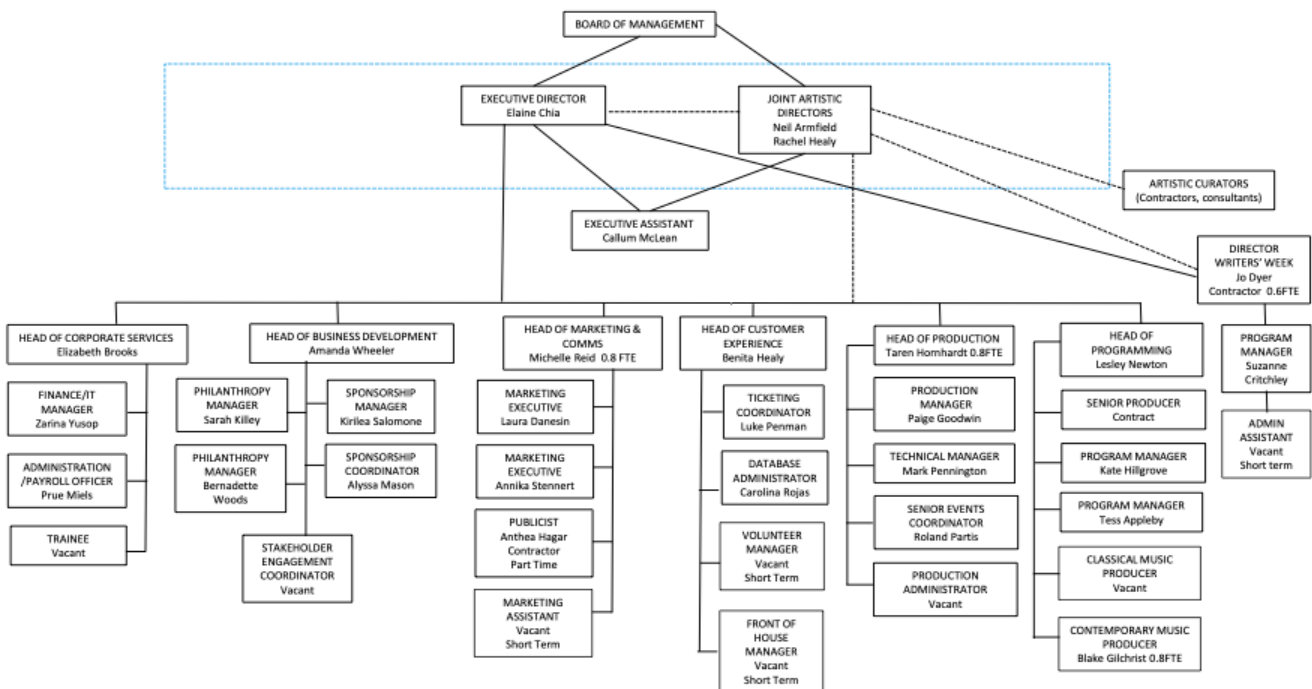 BOARD OF MANAGEMENT
EXECUTIVE DIRECTOR
Elaine Chia
JOINT ARTISTIC
DIRECTORS
Neil Armfield
Rachel Healy
ARTISTIC CURATORS
(Contractors, consultants)
EXECUTIVE ASSISTANT
Callum McLean
DIRECTOR
WRITERS' WEEK
Jo Dyer
Contractor 0.6FTE
HEAD OF CORPORATE SERVICES
Elizabeth Brooks
FINANCE/IT
MANAGER
Zarina Yusop
ADMINISTRATION
/PAYROLL OFFICER
Prue Miels
TRAINEE
Vacant
HEAD OF BUSINESS DEVELOPMENT
Amanda Wheeler
PHILANTHROPY
MANAGER
Sarah Killey
SPONSORSHIP
MANAGER
Kirilea Salomone
PHILANTHROPY
MANAGER
Bernadette
Woods
SPONSORSHIP
COORDINATOR
Alyssa Mason
STAKEHOLDER
ENGAGEMENT
COORDINATOR
Vacant
HEAD OF MARKETING &
COMMS
Michelle Reid 0.8 FTE
MARKETING
EXECUTIVE
Laura Danesin
MARKETING
EXECUTIVE
Annika Stennert
PUBLICIST
Anthea Hagar
Contractor
Part Time
MARKETING
ASSISTANT
Vacant
Short Term
HEAD OF CUSTOMER
EXPERIENCE
Benita Healy
TICKETING
COORDINATOR
Luke Penman
DATABASE
ADMINISTRATOR
Carolina Rojas
VOLUNTEER
MANAGER
Vacant
Short Term
FRONT OF
HOUSE
MANAGER
Vacant
Short Term
HEAD OF PRODUCTION
Taren Hornhardt 0.8FTE
PRODUCTION
MANAGER
Paige Goodwin
TECHNICAL MANAGER
Mark Pennington
SENIOR EVENTS
COORDINATOR
Roland Partis
PRODUCTION
ADMINISTRATOR
Vacant
HEAD OF
PROGRAMMING
Lesley Newton
SENIOR PRODUCER
Contract
PROGRAM MANAGER
Kate Hillgrove
PROGRAM MANAGER
Tess Appleby
CLASSICAL MUSIC
PRODUCER
Vacant
CONTEMPORARY MUSIC
PRODUCER
Blake Gilchrist 0.8FTE
PROGRAM
MANAGER
Suzanne
Critchley
ADMIN
ASSISTANT
Vacant
Short term